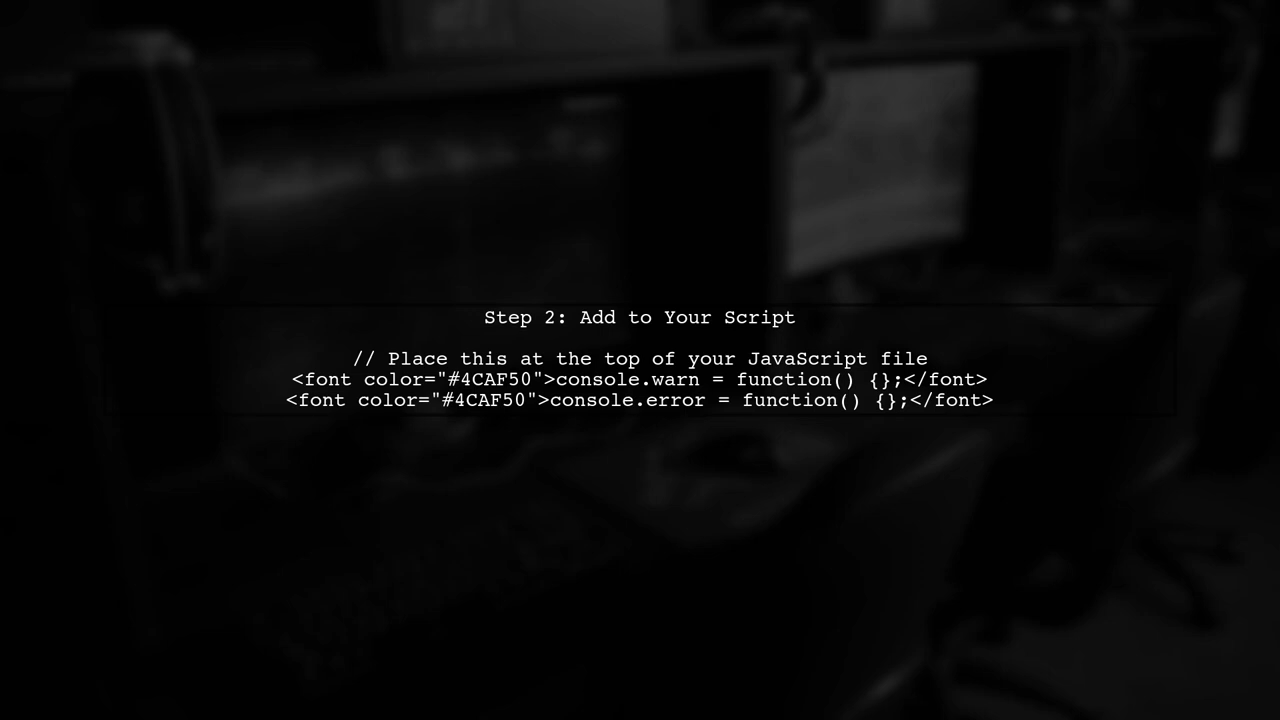 Step 2: Add to Your Script
// Place this at the top of your JavaScript file
<font color="#4CAF50">console.warn = function() {};</font>
<font color="#4CAF50">console.error = function() {};</font>